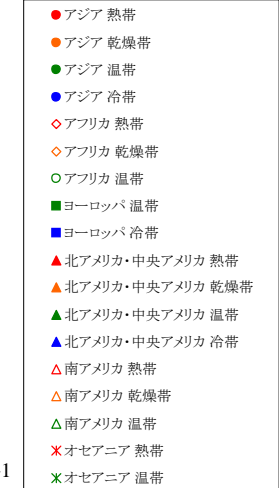 アジア 熱帯
アジア 乾燥帯
アジア 温帯
アジア 冷帯
アフリカ 熱帯
アフリカ 乾燥帯
アフリカ 温帯
ヨーロッパ 温帯
ヨーロッパ 冷帯
北アメリカ・中央アメリカ 熱帯
北アメリカ・中央アメリカ 乾燥帯
北アメリカ・中央アメリカ 温帯
北アメリカ・中央アメリカ 冷帯
南アメリカ 熱帯
南アメリカ 乾燥帯
南アメリカ 温帯
オセアニア 熱帯
1
オセアニア 温帯